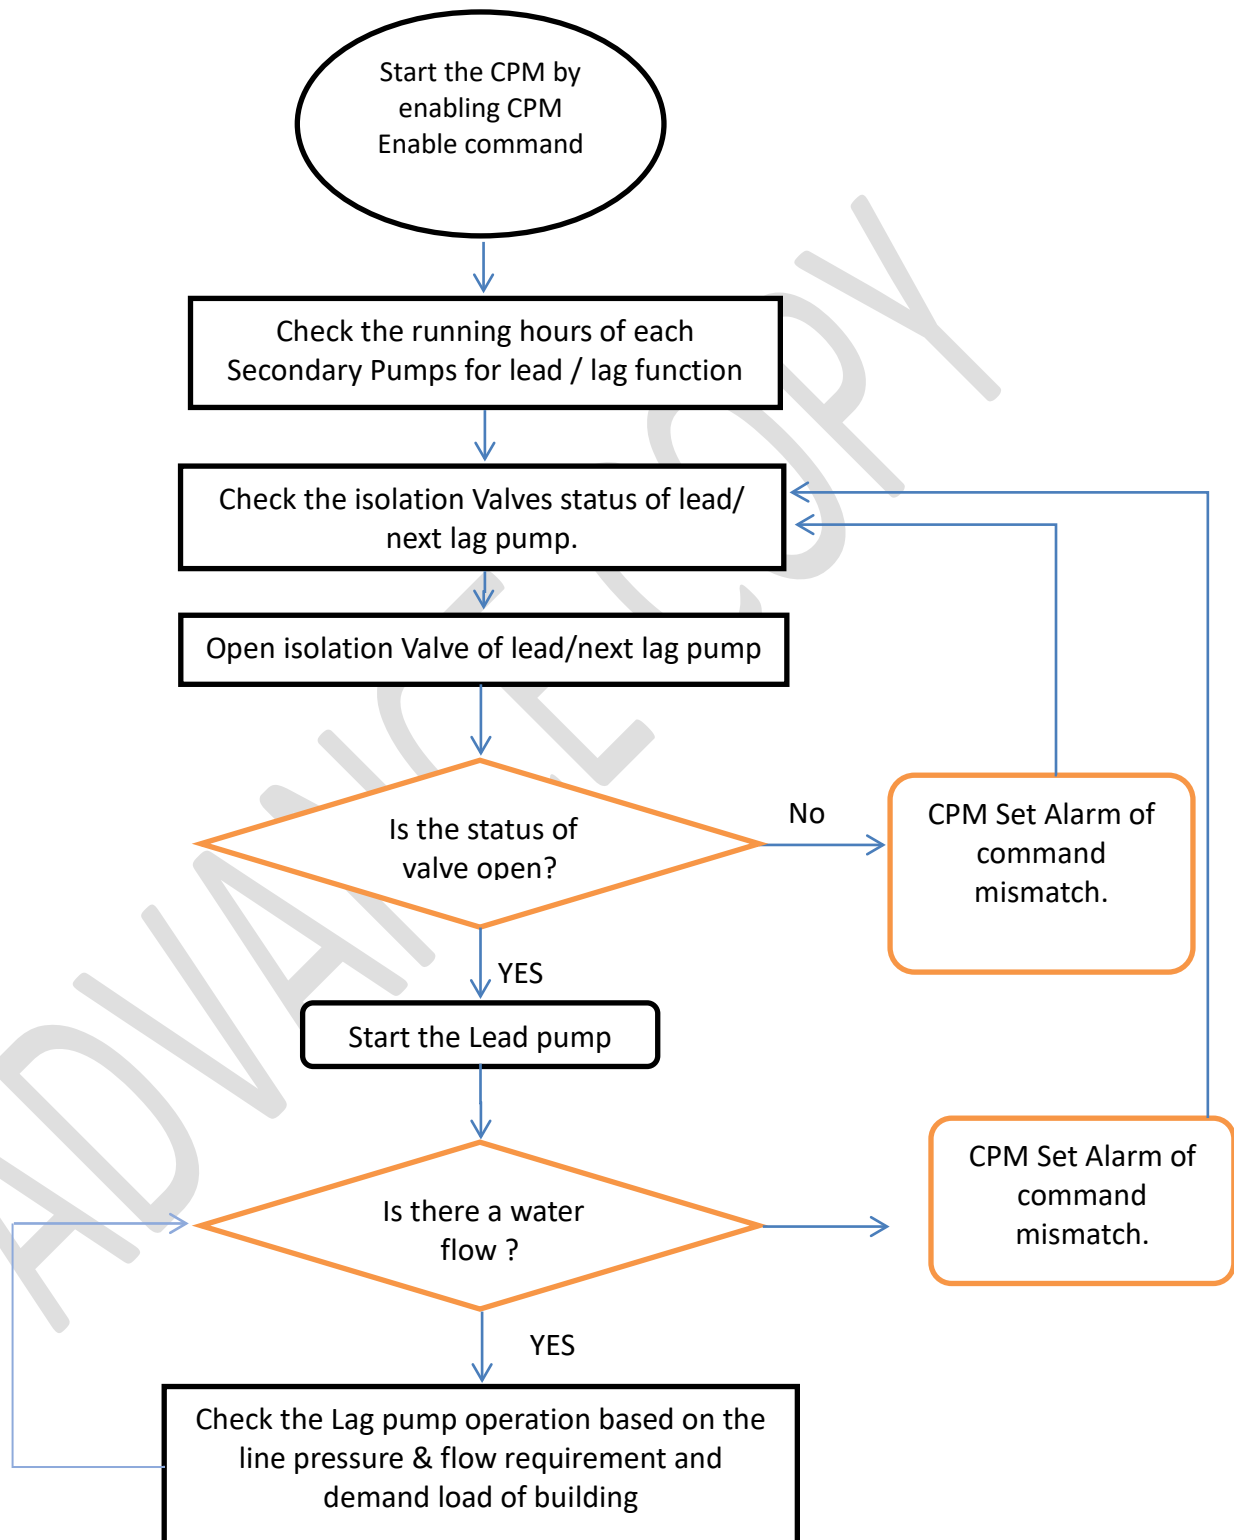 Start the CPM by
enabling CPM
Enable command
Check the running hours of each
Secondary Pumps for lead / lag function
Check the isolation Valves status of lead/
next lag pump.
Open isolation Valve of lead/next lag pump
Is the status of
valve open?
No
CPM Set Alarm of
command
mismatch.
YES
Start the Lead pump
Is there a water
flow ?
CPM Set Alarm of
command
mismatch.
YES
Check the Lag pump operation based on the
line pressure & flow requirement and
demand load of building
ADVANCE COPY